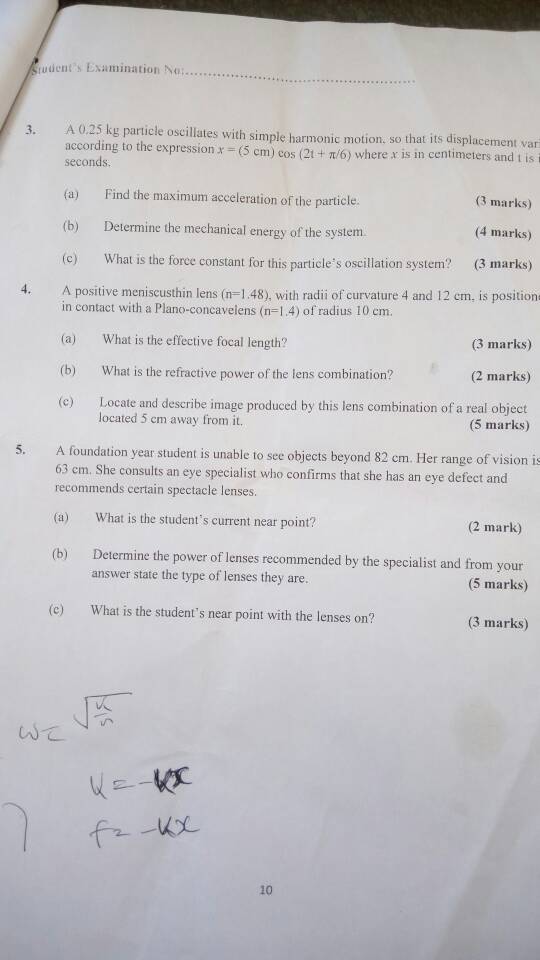 Student's Examination No:........................................................
3. A 0.25 kg particle oscillates with simple harmonic motion, so that its displacement vari
according to the expression x = (5 cm) cos (2t + π/6) where x is in centimeters and t is i
seconds.
(a) Find the maximum acceleration of the particle. (3 marks)
(b) Determine the mechanical energy of the system. (4 marks)
(c) What is the force constant for this particle's oscillation system? (3 marks)
4. A positive meniscusthin lens (n=1.48), with radii of curvature 4 and 12 cm, is positione
in contact with a Plano-concavelens (n=1.4) of radius 10 cm.
(a) What is the effective focal length? (3 marks)
(b) What is the refractive power of the lens combination? (2 marks)
(c) Locate and describe image produced by this lens combination of a real object
located 5 cm away from it. (5 marks)
5. A foundation year student is unable to see objects beyond 82 cm. Her range of vision is
63 cm. She consults an eye specialist who confirms that she has an eye defect and
recommends certain spectacle lenses.
(a) What is the student's current near point? (2 mark)
(b) Determine the power of lenses recommended by the specialist and from your
answer state the type of lenses they are. (5 marks)
(c) What is the student's near point with the lenses on? (3 marks)
ω=
K = -Kx
f = -Kx
10